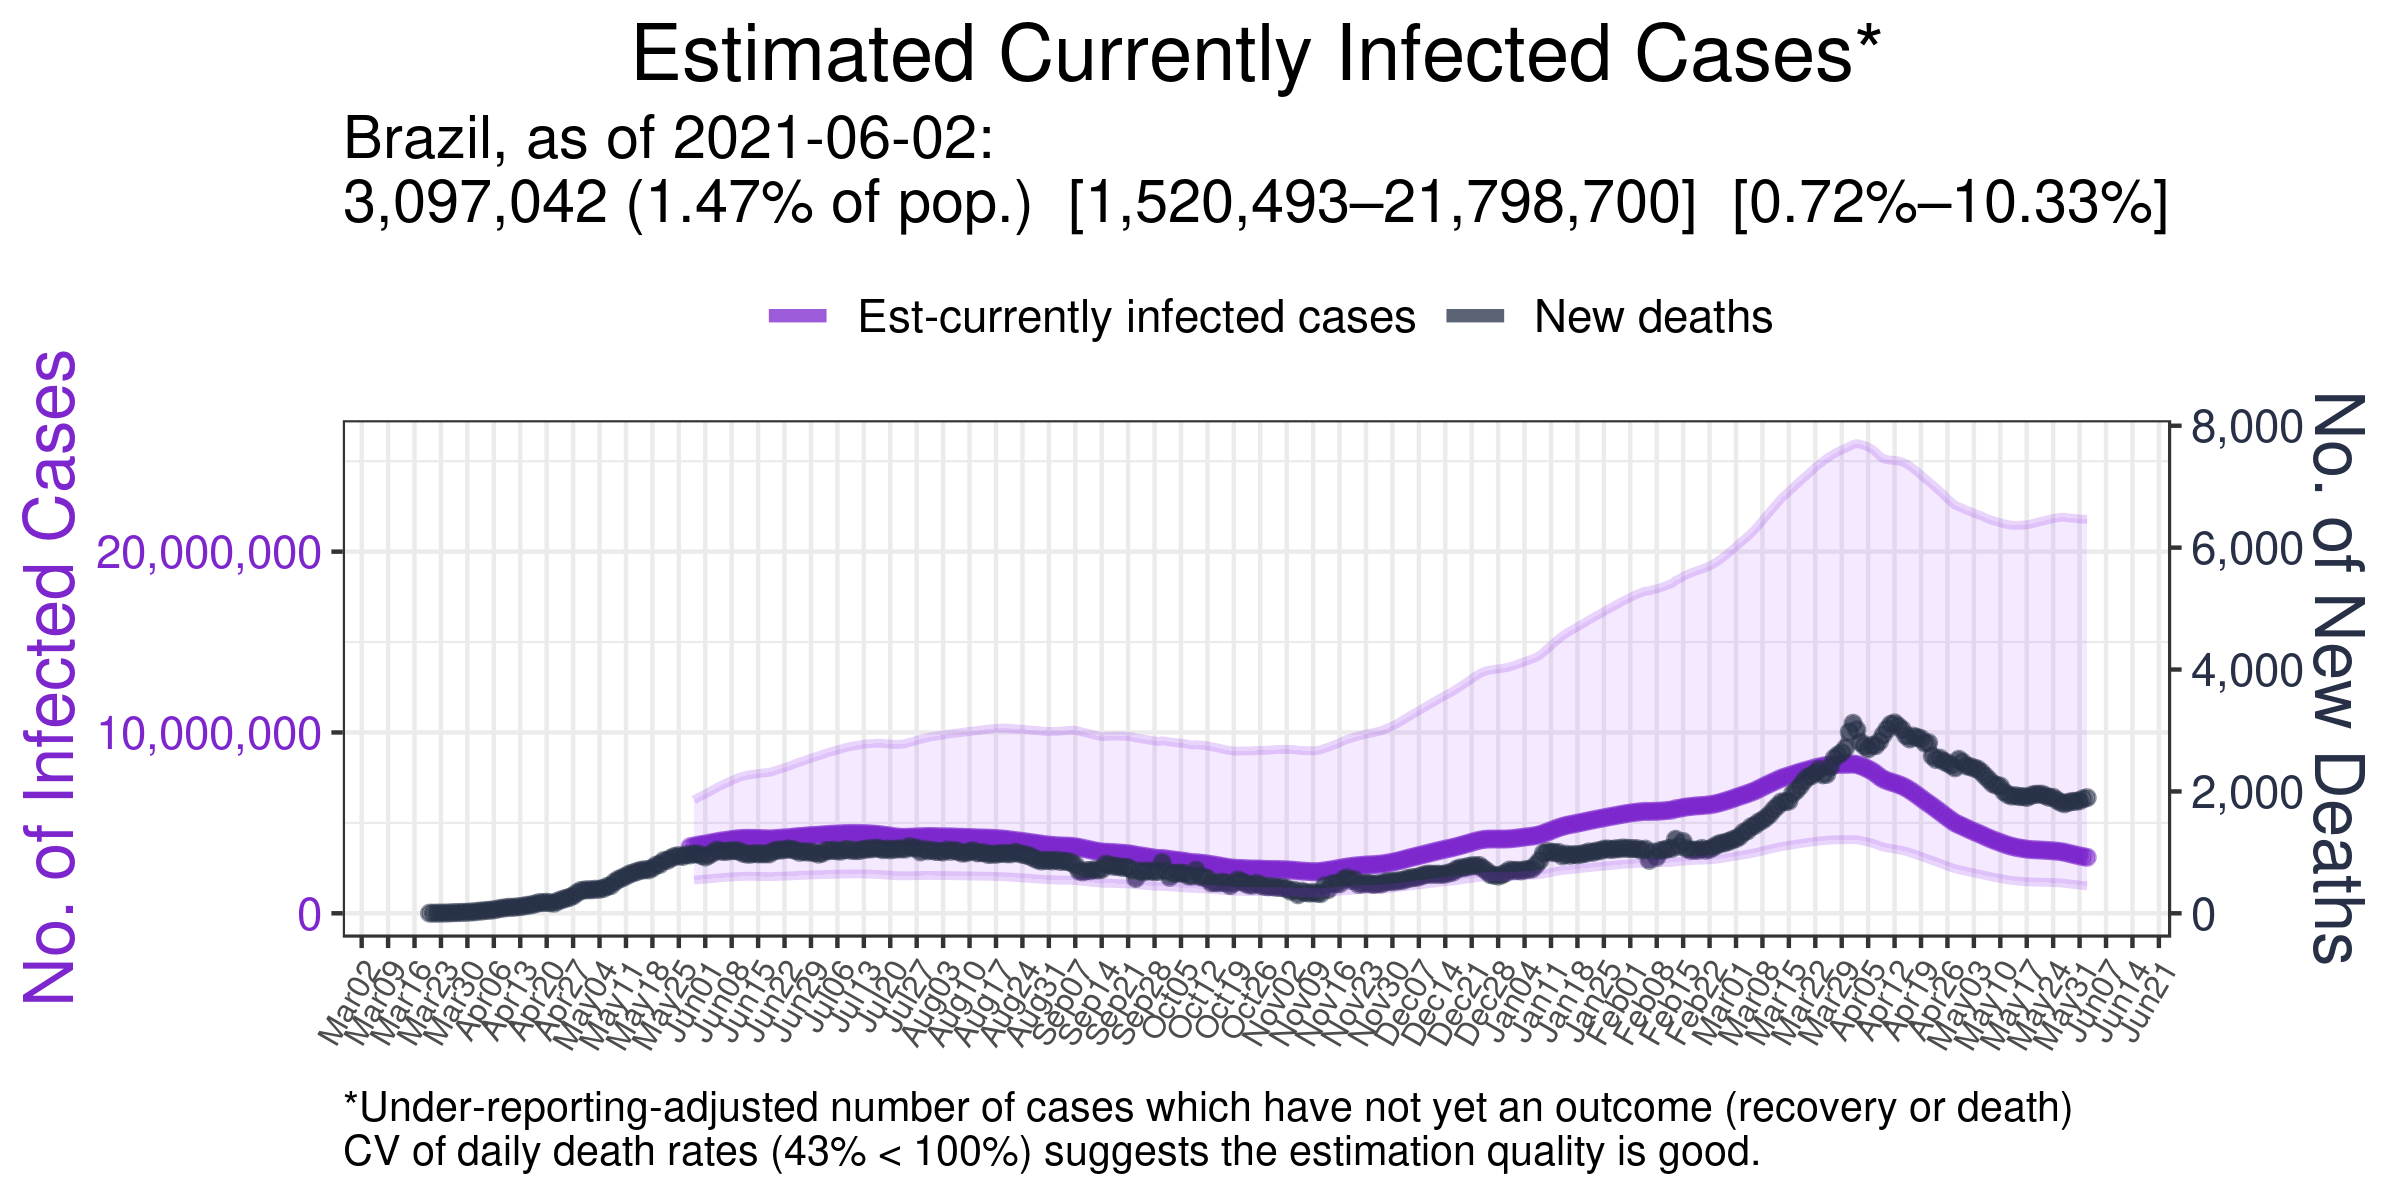 Estimated Currently Infected Cases*
Brazil, as of 2021-06-02:
3,097,042 (1.47% of pop.) [1,520,493–21,798,700] [0.72%–10.33%]
Est-currently infected cases New deaths
No. of Infected Cases
20,000,000
10,000,000
0
8,000
6,000
4,000
2,000
0
No. of New Deaths
Mar02
Mar09
Mar16
Mar23
Mar30
Apr06
Apr13
Apr20
Apr27
May04
May11
May18
May25
Jun01
Jun08
Jun15
Jun22
Jun29
Jul06
Jul13
Jul20
Jul27
Aug03
Aug10
Aug17
Aug24
Aug31
Sep07
Sep14
Sep21
Sep28
Oct05
Oct12
Oct19
Oct26
Nov02
Nov09
Nov16
Nov23
Nov30
Dec07
Dec14
Dec21
Dec28
Jan04
Jan11
Jan18
Jan25
Feb01
Feb08
Feb15
Feb22
Mar01
Mar08
Mar15
Mar22
Mar29
Apr05
Apr12
Apr19
Apr26
May03
May10
May17
May24
May31
Jun07
Jun14
Jun21
*Under-reporting-adjusted number of cases which have not yet an outcome (recovery or death)
CV of daily death rates (43% < 100%) suggests the estimation quality is good.